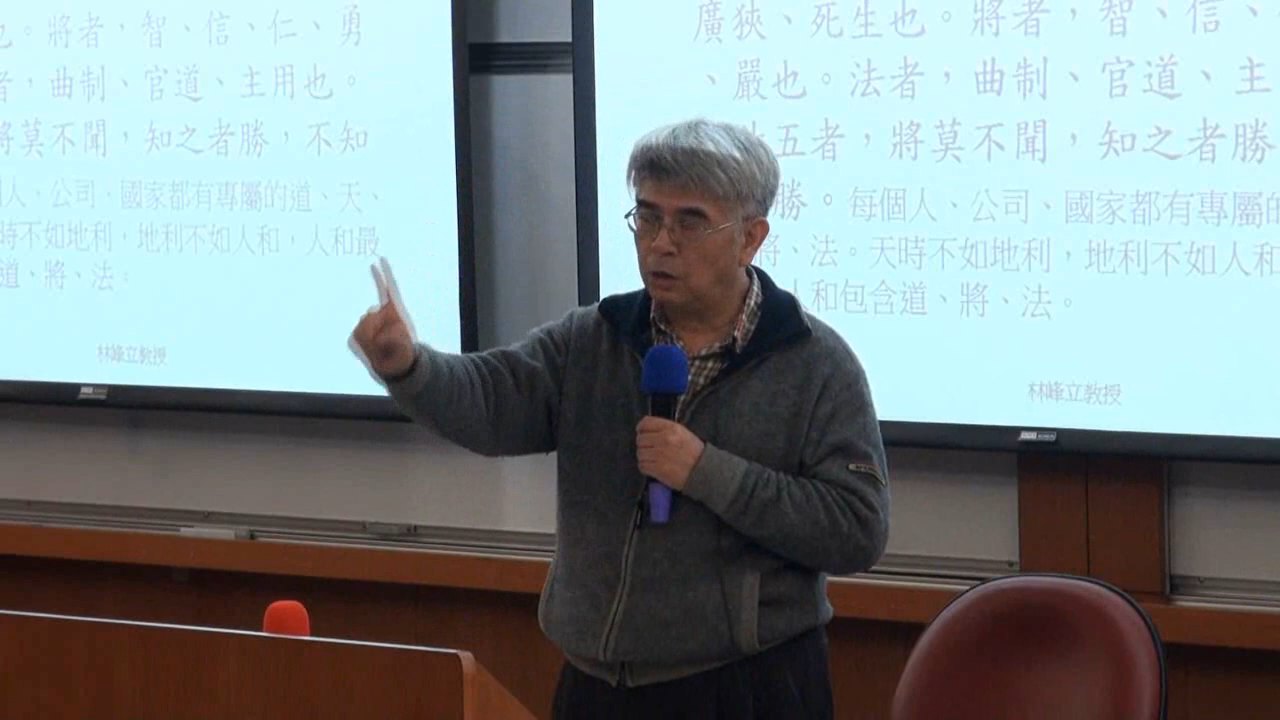 也。將者，智、信、仁、勇
者，曲制、官道、主用也。
將莫不聞，知之者勝，不知
人、公司、國家都有專屬的道、天、
時不如地利，地利不如人和，人和最
道、將、法。
林峰立教授
廣狹、死生也。將者，智、信、
、嚴也。法者，曲制、官道、主
五者，將莫不聞，知之者勝
勝。每個人、公司、國家都有專屬的
、將、法。天時不如地利，地利不如人和
人和包含道、將、法。
林峰立教授